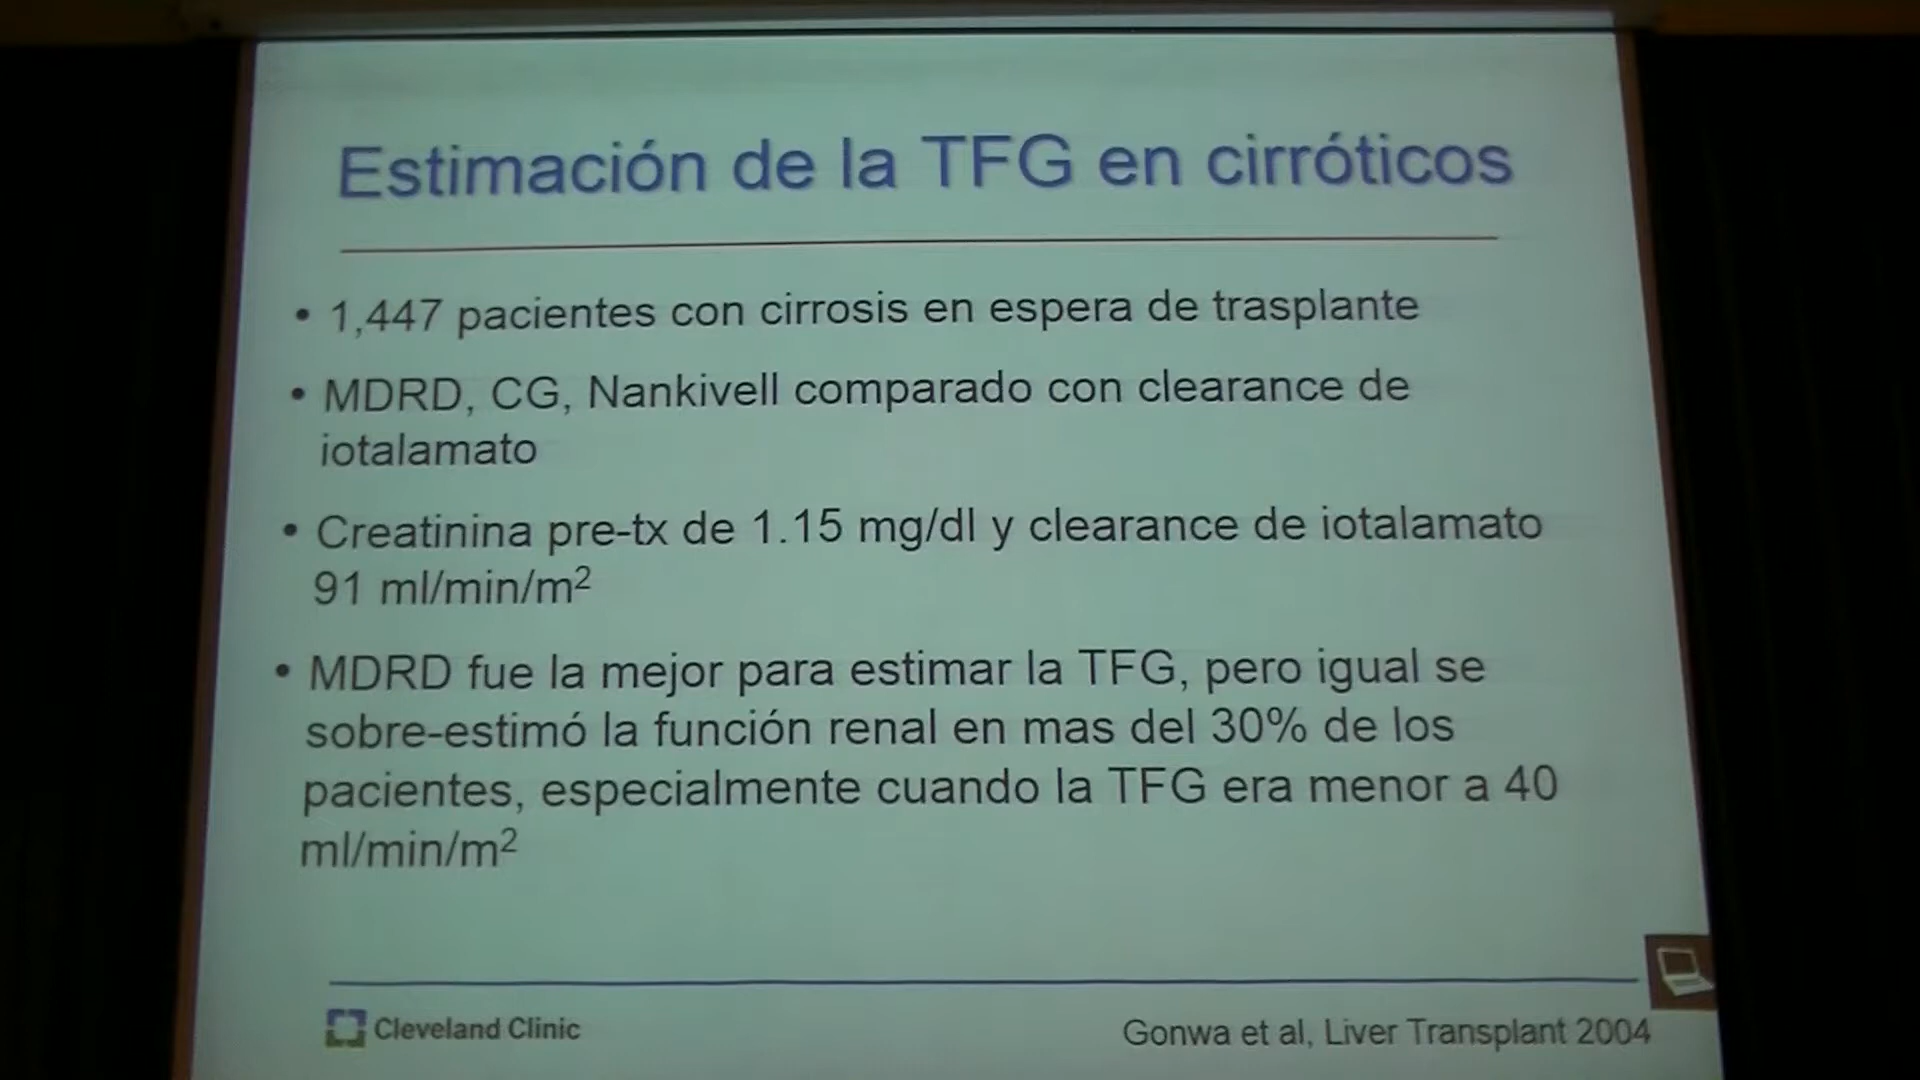 Estimación de la TFG en cirróticos
• 1,447 pacientes con cirrosis en espera de trasplante
• MDRD, CG, Nankivell comparado con clearance de
iotalamato
• Creatinina pre-tx de 1.15 mg/dl y clearance de iotalamato
91 ml/min/m²
• MDRD fue la mejor para estimar la TFG, pero igual se
sobre-estimó la función renal en mas del 30% de los
pacientes, especialmente cuando la TFG era menor a 40
ml/min/m²
Cleveland Clinic
Gonwa et al, Liver Transplant 2004